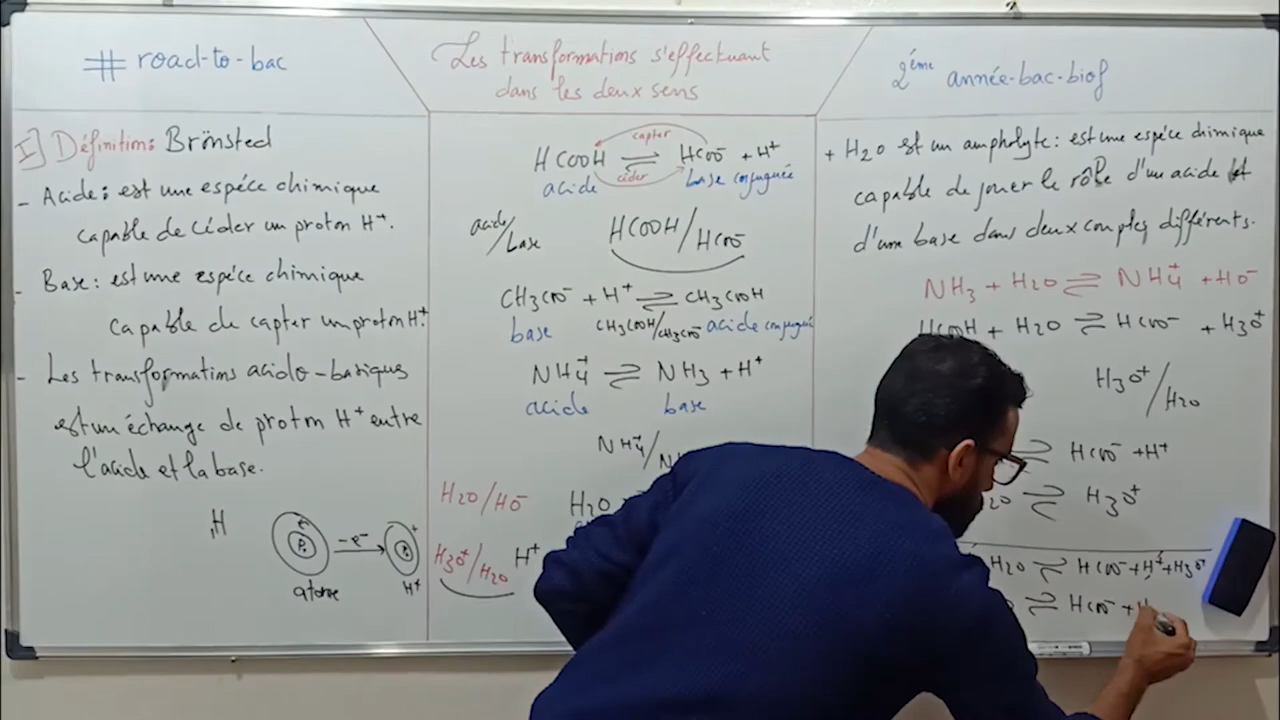 # road-to-bac
Les transformations s'effectuant
dans les deux sens
2ème année-bac-biof
I] Définition: Brönsted
- Acide: est une espéce chimique
capable de céder un proton H+.
- Base: est une espéce chimique
capable de capter un proton H+.
- Les transformations acido-basiques
est un échange de proton H+ entre
l'acide et la base.
H
P
-e-
P
+
atome
H+
capter
HCOOH ⇌ HCOO- + H+
céder
acide
base conjuguée
acide/base
HCOOH/HCOO-
CH3COO- + H+ ⇌ CH3COOH
base
CH3COOH/CH3COO-
acide conjugué
NH4+ ⇌ NH3 + H+
acide
base
NH4+/
H2O/HO-
H2O
H3O+/H2O
H+
+ H2O est un ampholyte: est une espéce chimique
capable de jouer le rôle d'un acide et
d'une base dans deux couples différents.
NH3 + H2O ⇌ NH4+ + HO-
HCOOH + H2O ⇌ HCOO- + H3O+
H3O+/H2O
⇌ HCOO- + H+
⇌ H3O+
H2O ⇌ HCOO- + H+ + H3O+
⇌ HCOO- +